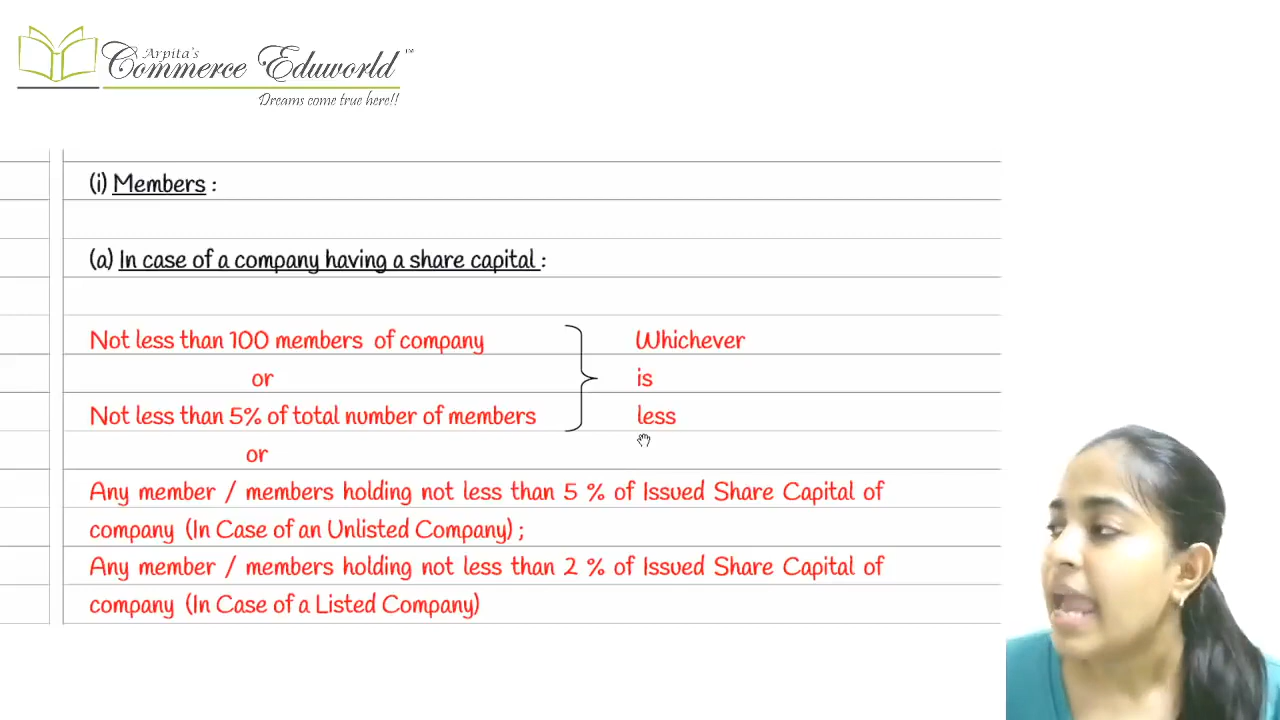 Arpita's
Commerce Eduworld™
Dreams come true here!!
(i) Members :
(a) In case of a company having a share capital :
Not less than 100 members of company
Whichever
or
is
Not less than 5% of total number of members
less
or
Any member / members holding not less than 5 % of Issued Share Capital of
company (In Case of an Unlisted Company) ;
Any member / members holding not less than 2 % of Issued Share Capital of
company (In Case of a Listed Company)